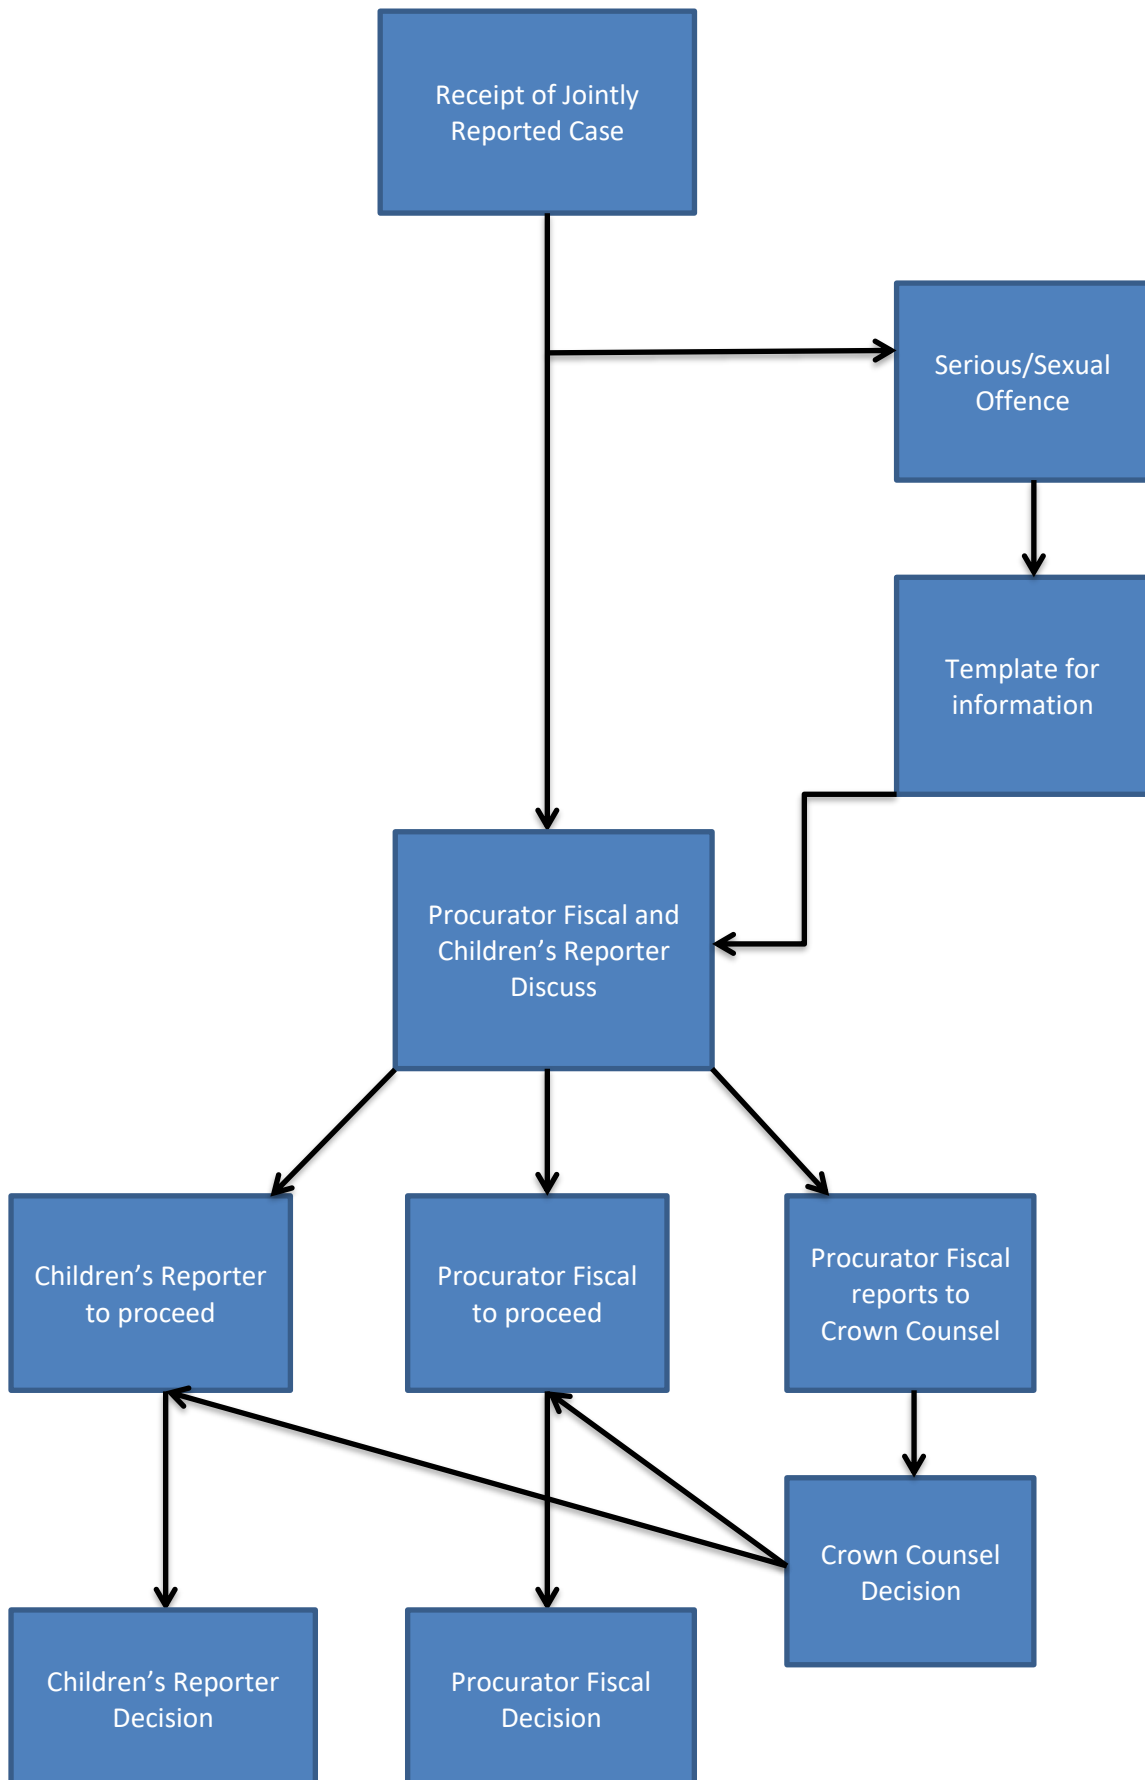 Receipt of Jointly
Reported Case
Serious/Sexual
Offence
Template for
information
Procurator Fiscal and
Children’s Reporter
Discuss
Children’s Reporter
to proceed
Procurator Fiscal
to proceed
Procurator Fiscal
reports to
Crown Counsel
Crown Counsel
Decision
Children’s Reporter
Decision
Procurator Fiscal
Decision